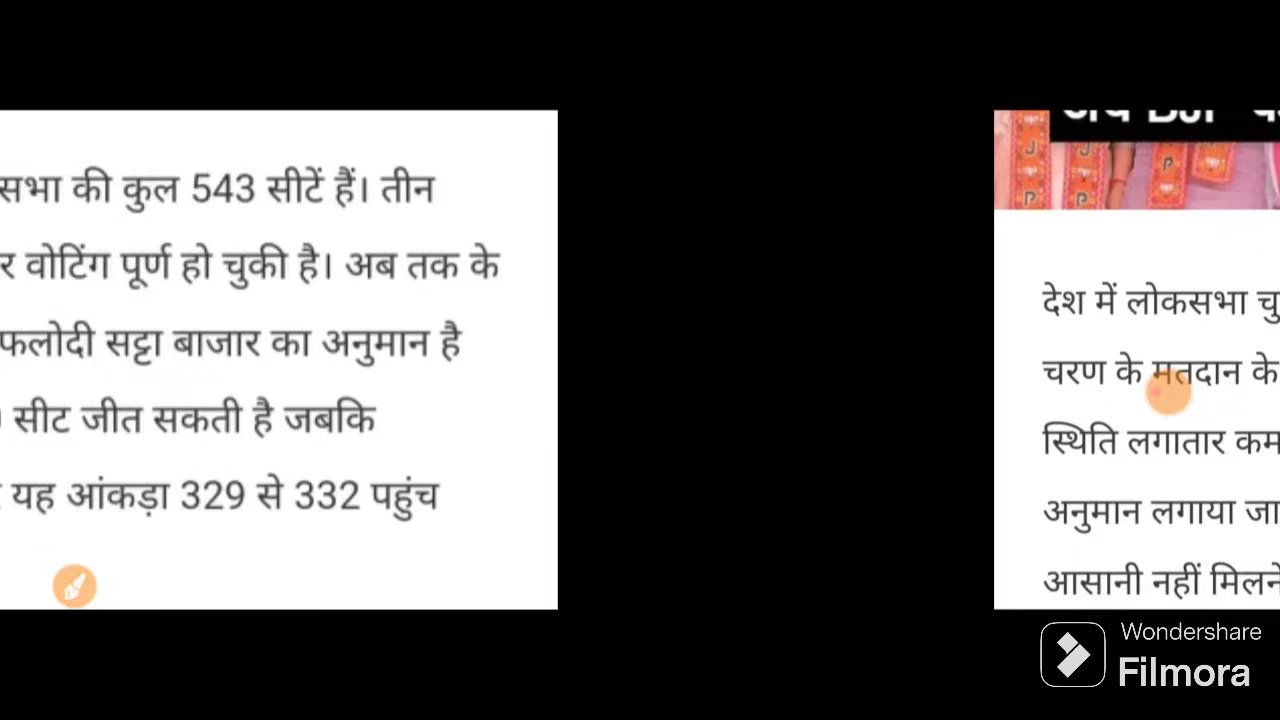 सभा की कुल 543 सीटें हैं। तीन
र वोटिंग पूर्ण हो चुकी है। अब तक के
फलोदी सट्टा बाजार का अनुमान है
सीट जीत सकती है जबकि
यह आंकड़ा 329 से 332 पहुंच
BJP
J
J
P
P
P
देश में लोकसभा चु
चरण के मतदान के
स्थिति लगातार कम
अनुमान लगाया जा
आसानी नहीं मिलने
Wondershare
Filmora